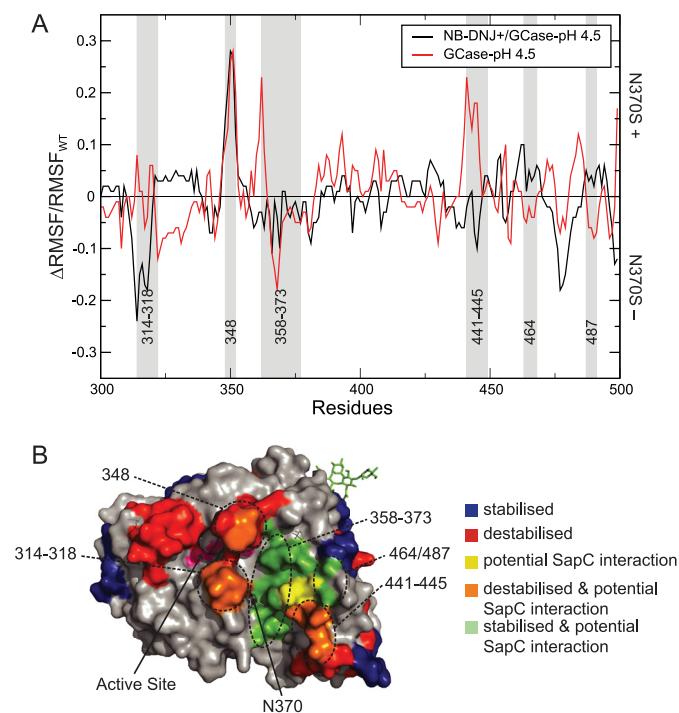 A
NB-DNJ+/GCase-pH 4.5
GCase-pH 4.5
ΔRMSF/RMSF_WT
0.3
0.2
0.1
0
-0.1
-0.2
-0.3
N370S +
N370S −
314-318
348
358-373
441-445
464
487
300
350
400
450
500
Residues
B
348
358-373
314-318
464/487
441-445
Active Site
N370
stabilised
destabilised
potential SapC interaction
destabilised & potential
SapC interaction
stabilised & potential
SapC interaction